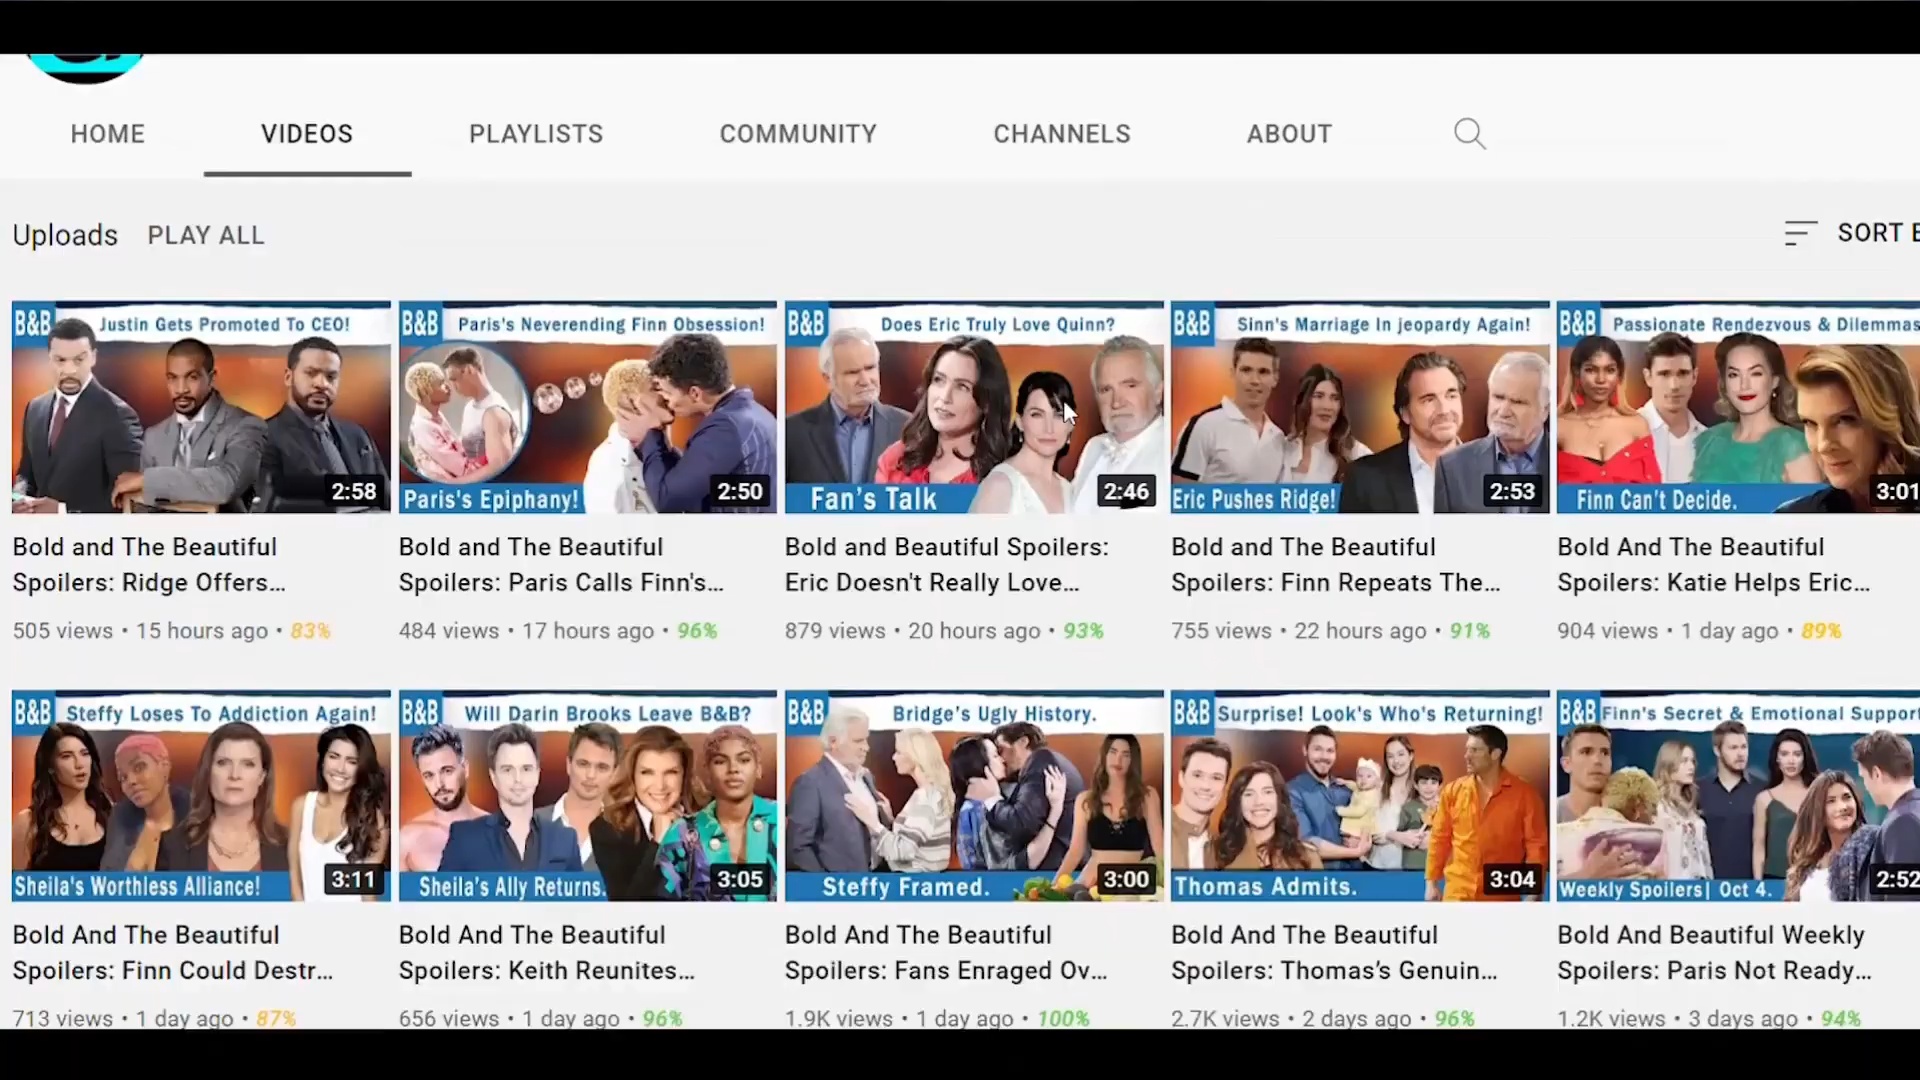 HOME VIDEOS PLAYLISTS COMMUNITY CHANNELS ABOUT
Uploads PLAY ALL
SORT
B&B Justin Gets Promoted To CEO!
2:58
B&B Paris's Neverending Finn Obsession!
Paris's Epiphany! 2:50
B&B Does Eric Truly Love Quinn?
Fan's Talk 2:46
B&B Sinn's Marriage In jeopardy Again!
Eric Pushes Ridge! 2:53
B&B Passionate Rendezvous & Dilemmas
Finn Can't Decide. 3:01
Bold and The Beautiful
Spoilers: Ridge Offers...
505 views • 15 hours ago • 83%
Bold and The Beautiful
Spoilers: Paris Calls Finn's...
484 views • 17 hours ago • 96%
Bold and Beautiful Spoilers:
Eric Doesn't Really Love...
879 views • 20 hours ago • 93%
Bold and The Beautiful
Spoilers: Finn Repeats The...
755 views • 22 hours ago • 91%
Bold And The Beautiful
Spoilers: Katie Helps Eric...
904 views • 1 day ago • 89%
B&B Steffy Loses To Addiction Again!
Sheila's Worthless Alliance! 3:11
B&B Will Darin Brooks Leave B&B?
Sheila's Ally Returns. 3:05
B&B Bridge's Ugly History.
Steffy Framed. 3:00
B&B Surprise! Look's Who's Returning!
Thomas Admits. 3:04
B&B Finn's Secret & Emotional Support
Weekly Spoilers| Oct 4. 2:52
Bold And The Beautiful
Spoilers: Finn Could Destr...
713 views • 1 day ago • 87%
Bold And The Beautiful
Spoilers: Keith Reunites...
656 views • 1 day ago • 96%
Bold And The Beautiful
Spoilers: Fans Enraged Ov...
1.9K views • 1 day ago • 100%
Bold And The Beautiful
Spoilers: Thomas's Genuin...
2.7K views • 2 days ago • 96%
Bold And Beautiful Weekly
Spoilers: Paris Not Ready...
1.2K views • 3 days ago • 94%